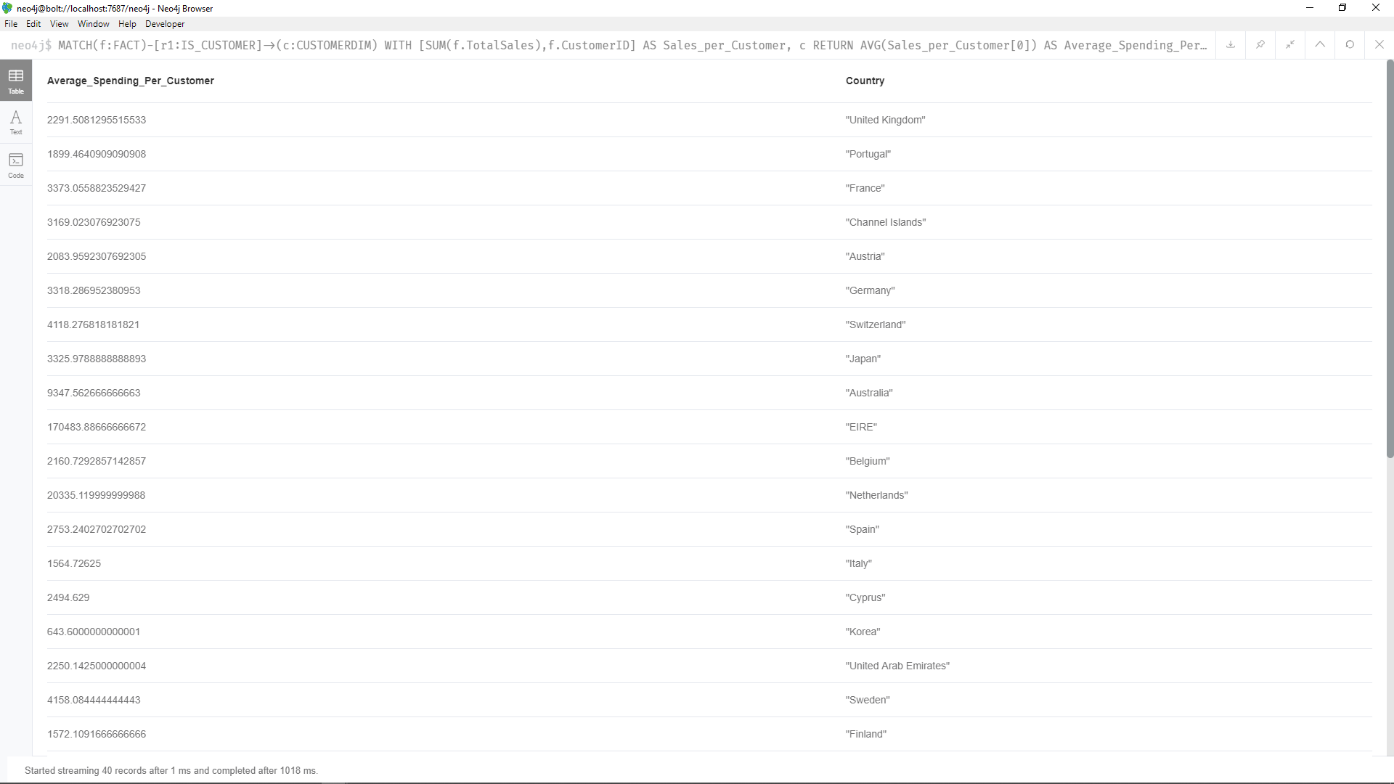 neo4j@bolt://localhost:7687/neo4j - Neo4j Browser
File Edit View Window Help Developer
neo4j$ MATCH(f:FACT)-[r1:IS_CUSTOMER]→(c:CUSTOMERDIM) WITH [SUM(f.TotalSales),f.CustomerID] AS Sales_per_Customer, c RETURN AVG(Sales_per_Customer[0]) AS Average_Spending_Per…
Table
Text
Code
Average_Spending_Per_Customer Country
2291.5081295515533 "United Kingdom"
1899.4640909090908 "Portugal"
3373.0558823529427 "France"
3169.023076923075 "Channel Islands"
2083.9592307692305 "Austria"
3318.286952380953 "Germany"
4118.276818181821 "Switzerland"
3325.9788888888893 "Japan"
9347.562666666663 "Australia"
170483.88666666672 "EIRE"
2160.7292857142857 "Belgium"
20335.119999999988 "Netherlands"
2753.2402702702702 "Spain"
1564.72625 "Italy"
2494.629 "Cyprus"
643.6000000000001 "Korea"
2250.1425000000004 "United Arab Emirates"
4158.084444444443 "Sweden"
1572.1091666666666 "Finland"
Started streaming 40 records after 1 ms and completed after 1018 ms.